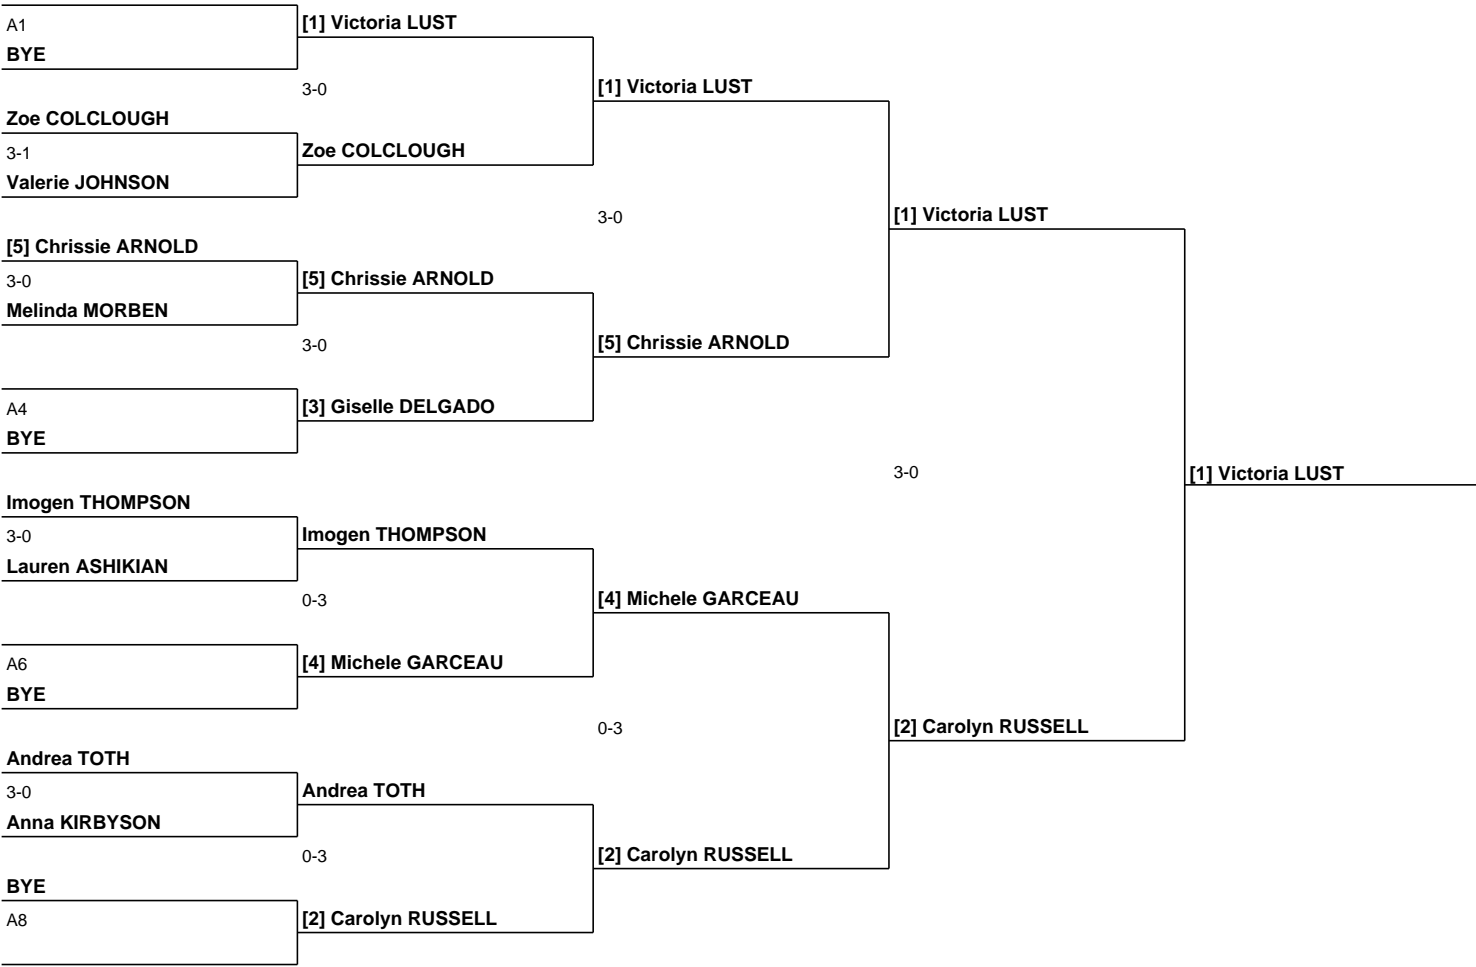 A1
BYE
Zoe COLCLOUGH
3-1
Valerie JOHNSON
[5] Chrissie ARNOLD
3-0
Melinda MORBEN
A4
BYE
Imogen THOMPSON
3-0
Lauren ASHIKIAN
A6
BYE
Andrea TOTH
3-0
Anna KIRBYSON
BYE
A8
[1] Victoria LUST
3-0
Zoe COLCLOUGH
[5] Chrissie ARNOLD
3-0
[3] Giselle DELGADO
Imogen THOMPSON
0-3
[4] Michele GARCEAU
Andrea TOTH
0-3
[2] Carolyn RUSSELL
[1] Victoria LUST
3-0
[5] Chrissie ARNOLD
[4] Michele GARCEAU
0-3
[2] Carolyn RUSSELL
[1] Victoria LUST
3-0
[2] Carolyn RUSSELL
[1] Victoria LUST